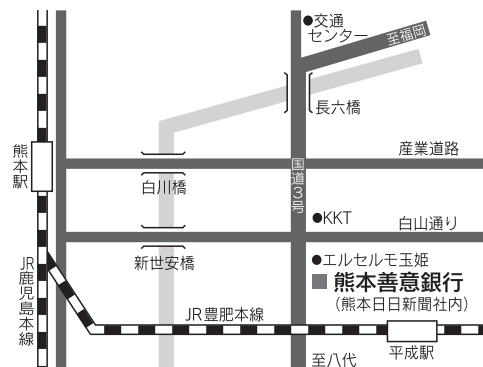 ●交通
センター
至福岡
長六橋
熊本駅
産業道路
白川橋
国道3号
●KKT
白山通り
新世安橋
●エルセルモ玉姫
■熊本善意銀行
(熊本日日新聞社内)
JR鹿児島本線
JR豊肥本線
平成駅
至八代